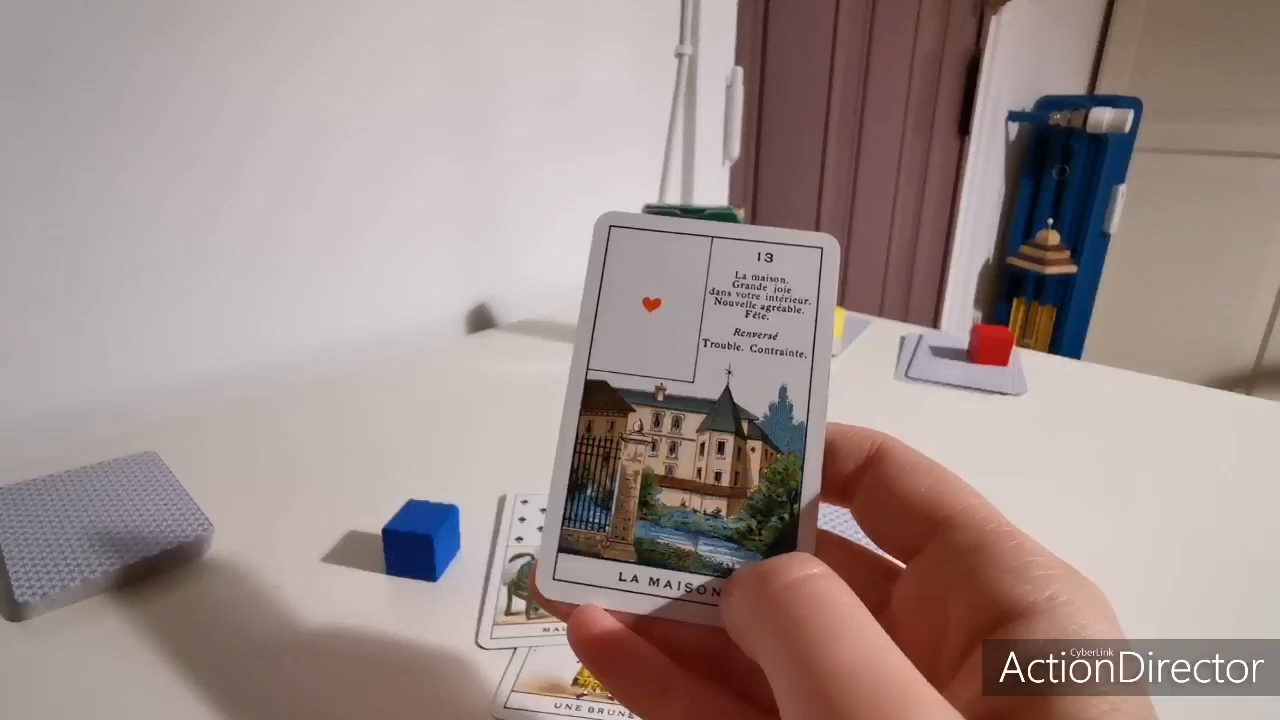 13
La maison.
Grande joie
dans votre intérieur.
Nouvelle agréable.
Fête.
Renversé
Trouble. Contrainte.
LA MAISON
UNE BRUNE
CyberLink
ActionDirector